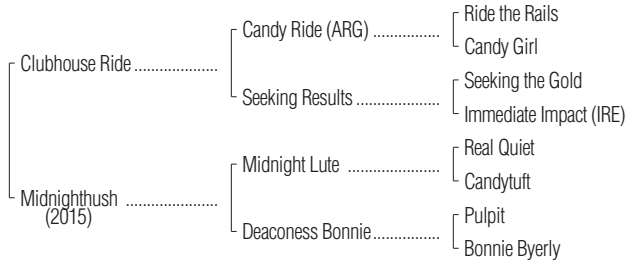 Ride the Rails
Candy Ride (ARG) ................
Candy Girl
Clubhouse Ride ....................
Seeking the Gold
Seeking Results ....................
Immediate Impact (IRE)
Real Quiet
Midnight Lute ......................
Candytuft
Midnighthush ......................
(2015)
Pulpit
Deaconess Bonnie................
Bonnie Byerly